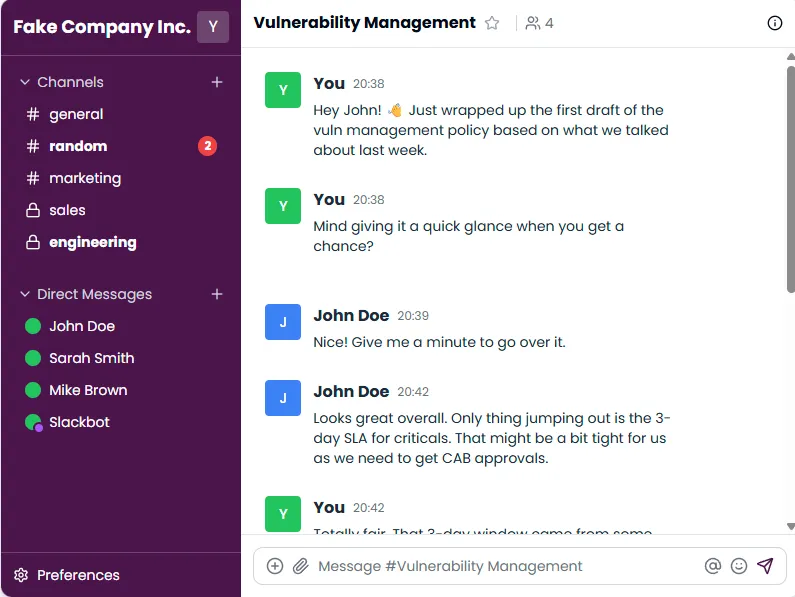 Fake Company Inc. Y
Channels
# general
# random 2
# marketing
sales
engineering
Direct Messages
John Doe
Sarah Smith
Mike Brown
Slackbot
Preferences
Vulnerability Management 4
Y
You 20:38
Hey John! 👋 Just wrapped up the first draft of the
vuln management policy based on what we talked
about last week.
Y
You 20:38
Mind giving it a quick glance when you get a
chance?
J
John Doe 20:39
Nice! Give me a minute to go over it.
J
John Doe 20:42
Looks great overall. Only thing jumping out is the 3-
day SLA for criticals. That might be a bit tight for us
as we need to get CAB approvals.
Y
You 20:42
Totally fair. That 3-day window came from some
Message #Vulnerability Management